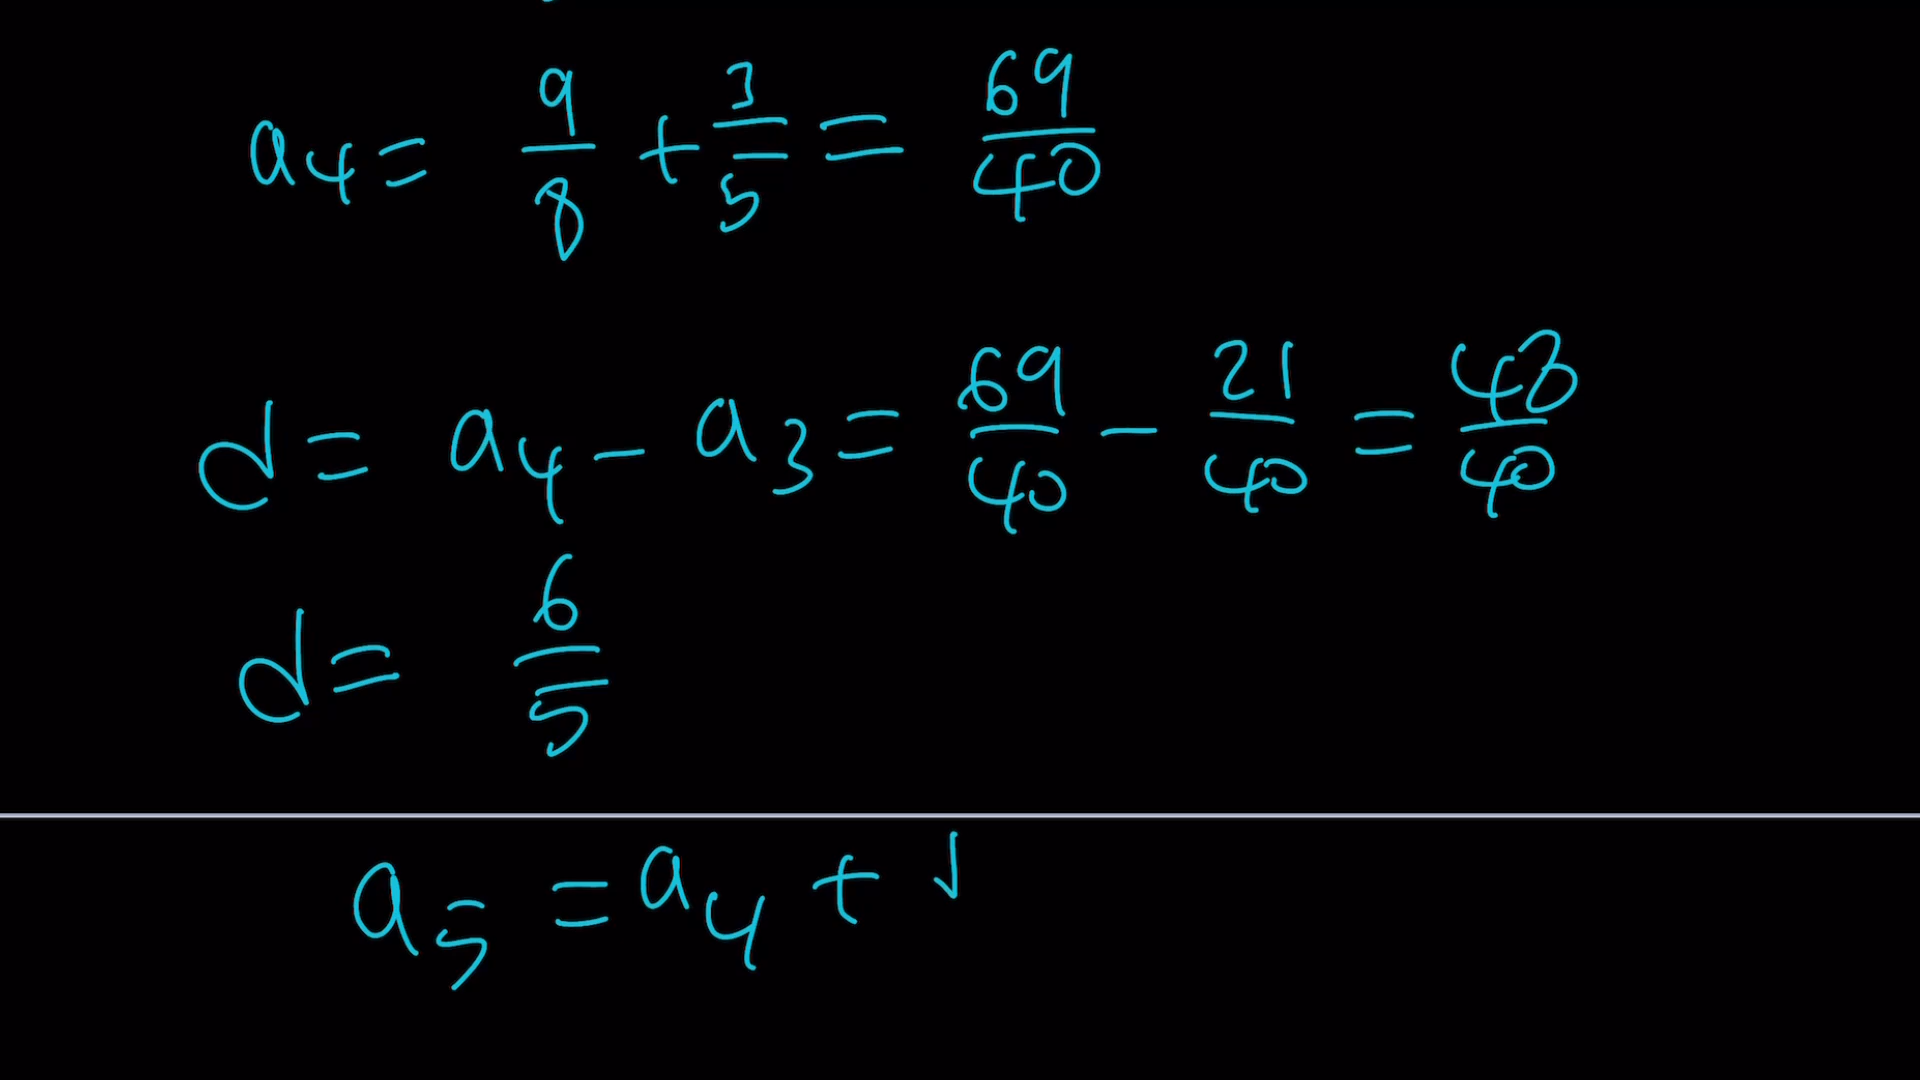 a4 = 9/8 + 3/5 = 69/40
d = a4 - a3 = 69/40 - 21/40 = 48/40
d = 6/5
a5 = a4 + d